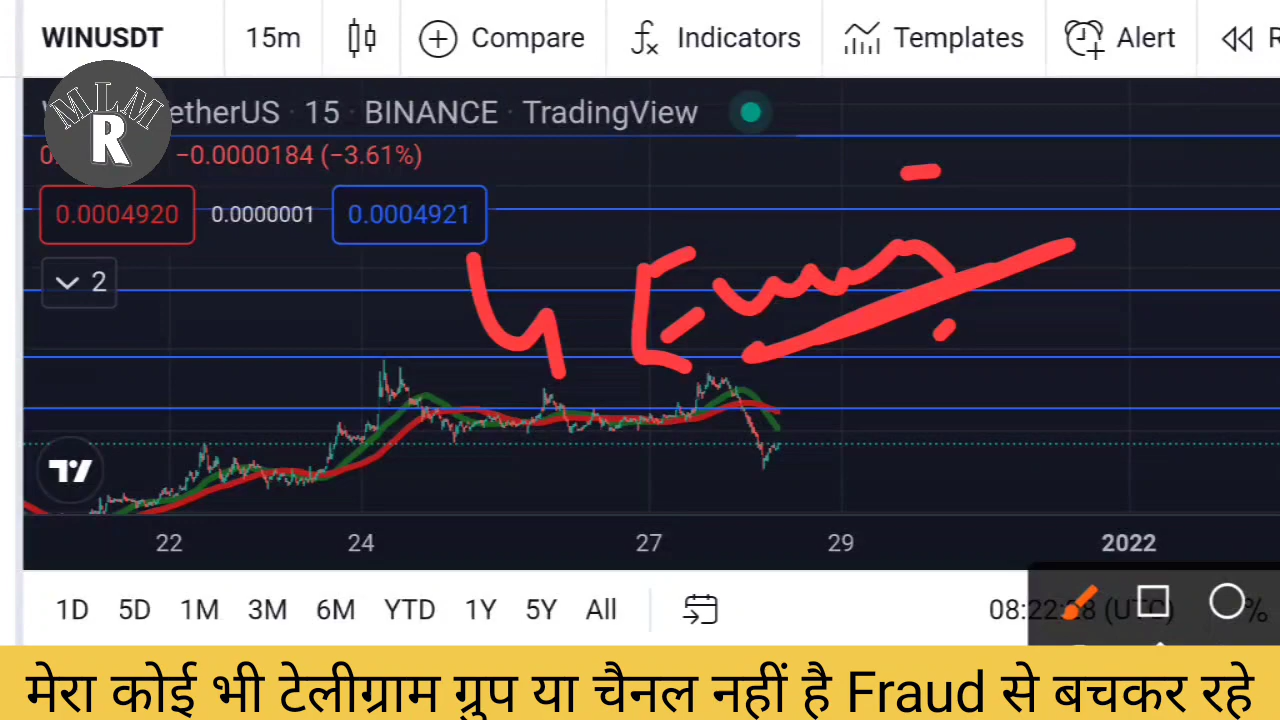 WINUSDT 15m Compare Indicators Templates Alert
etherUS · 15 · BINANCE · TradingView
−0.0000184 (−3.61%)
0.0004920 0.0000001 0.0004921
2
MLM
R
22 24 27 29 2022
1D 5D 1M 3M 6M YTD 1Y 5Y All %
मेरा कोई भी टेलीग्राम ग्रुप या चैनल नहीं है Fraud से बचकर रहे